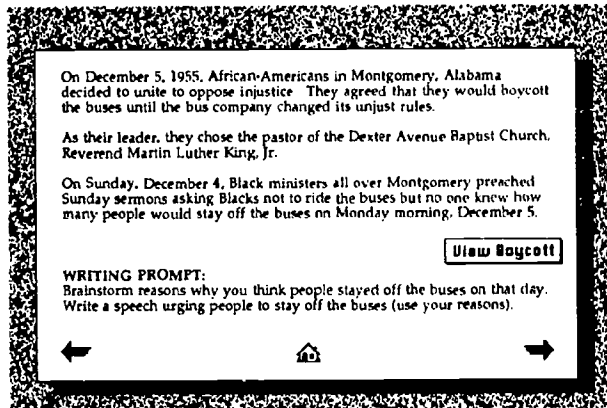 On December 5, 1955, African-Americans in Montgomery, Alabama
decided to unite to oppose injustice They agreed that they would boycott
the buses until the bus company changed its unjust rules.
As their leader, they chose the pastor of the Dexter Avenue Baptist Church,
Reverend Martin Luther King, Jr.
On Sunday, December 4, Black ministers all over Montgomery preached
Sunday sermons asking Blacks not to ride the buses but no one knew how
many people would stay off the buses on Monday morning, December 5.
View Boycott
WRITING PROMPT:
Brainstorm reasons why you think people stayed off the buses on that day.
Write a speech urging people to stay off the buses (use your reasons).